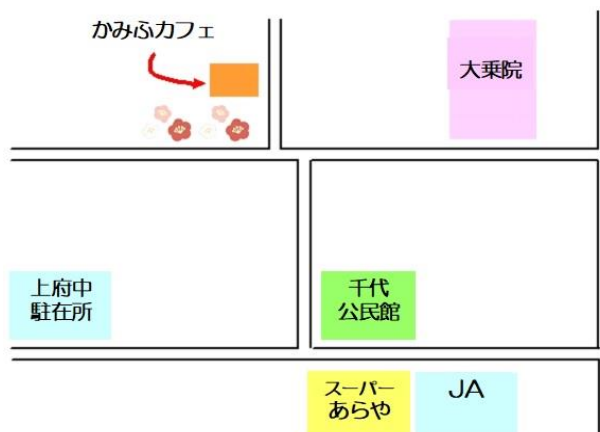 かみふカフェ
大乗院
上府中
駐在所
千代
公民館
スーパー
あらや
JA